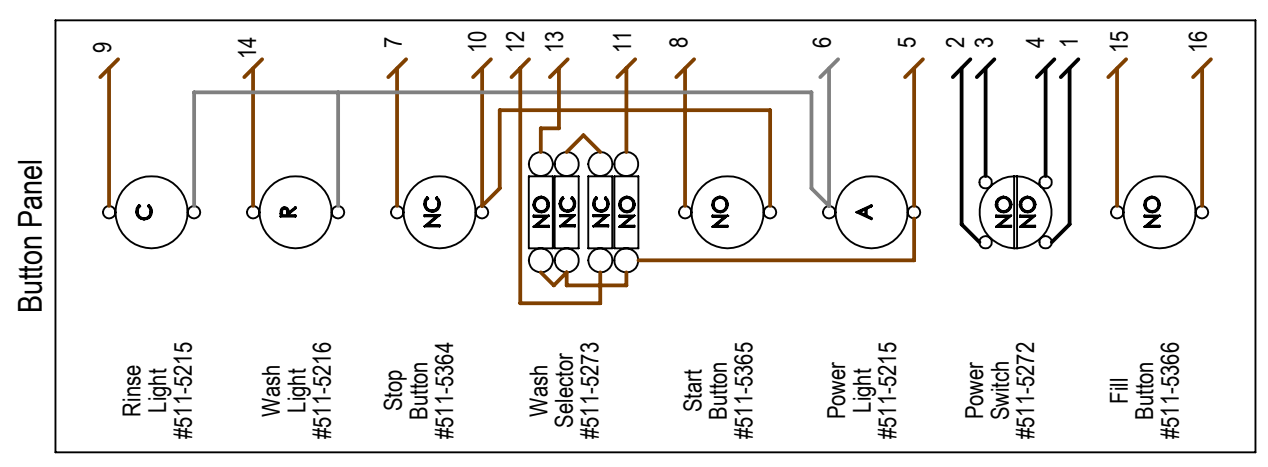 Button Panel
9
14
7
10
12
13
11
8
6
5
2
3
4
1
15
16
C
R
NC
NO
NC
NC
NO
NO
A
NO
NO
NO
Rinse
Light
#511-5215
Wash
Light
#511-5216
Stop
Button
#511-5364
Wash
Selector
#511-5273
Start
Button
#511-5365
Power
Light
#511-5215
Power
Switch
#511-5272
Fill
Button
#511-5366